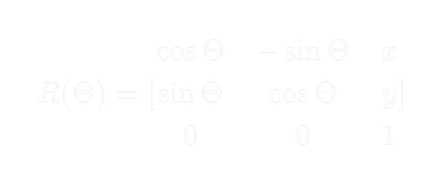 cos Θ − sin Θ x
R(Θ) = [sin Θ cos Θ y]
0 0 1